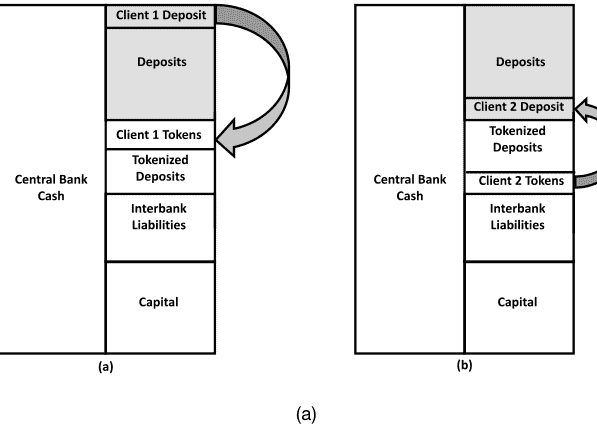 Client 1 Deposit
Deposits
Client 1 Tokens
Tokenized
Deposits
Central Bank
Cash
Interbank
Liabilities
Capital
(a)
Deposits
Client 2 Deposit
Tokenized
Deposits
Client 2 Tokens
Central Bank
Cash
Interbank
Liabilities
Capital
(b)
(a)